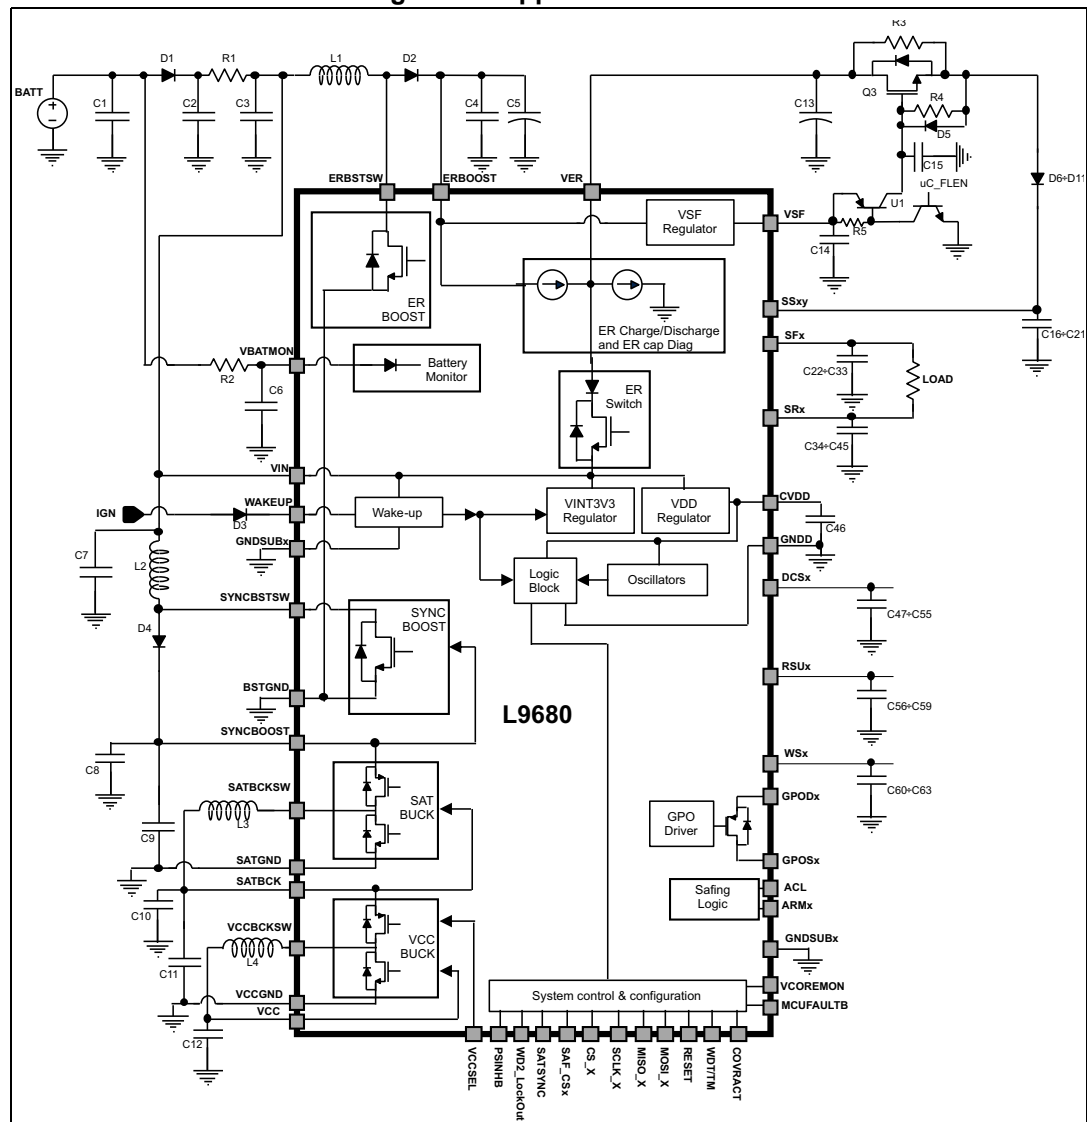 R3
D1
R1
L1
D2
BATT
C1
C2
C3
C4
C5
C13
Q3
R4
D5
C15
uC_FLEN
D6÷D11
U1
ERBSTSW
ERBOOST
VER
VSF
Regulator
VSF
R5
C14
ER
BOOST
ER Charge/Discharge
and ER cap Diag
SSxy
C16÷C21
SFx
VBATMON
Battery
Monitor
R2
C6
C22÷C33
LOAD
ER
Switch
SRx
C34÷C45
VIN
IGN
WAKEUP
D3
Wake-up
VINT3V3
Regulator
VDD
Regulator
CVDD
C46
GNDSUBx
GNDD
C7
L2
Logic
Block
Oscillators
DCSx
SYNCBSTSW
SYNC
BOOST
C47÷C55
D4
RSUx
BSTGND
L9680
C56÷C59
SYNCBOOST
C8
WSx
SATBCKSW
SAT
BUCK
C60÷C63
L3
GPODx
GPO
Driver
C9
SATGND
GPOSx
SATBCK
Safing
Logic
ACL
ARMx
C10
VCCBCKSW
VCC
BUCK
GNDSUBx
L4
C11
VCOREMON
System control & configuration
VCCGND
MCUFAULTB
VCC
C12
VCCSEL
PSINHB
WD2_LockOut
SATSYNC
SAF_CSx
CS_X
SCLK_X
MISO_X
MOSI_X
RESET
WDT/TM
COVRACT